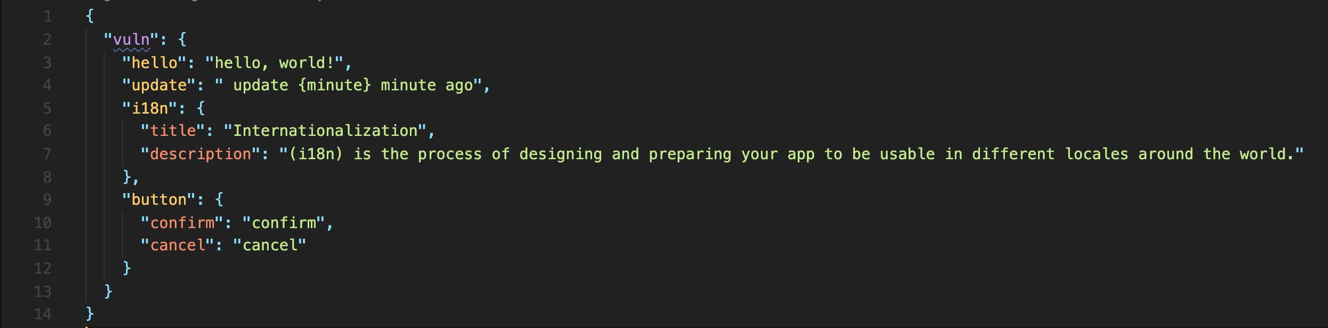 1 {
2 "vuln": {
3 "hello": "hello, world!",
4 "update": " update {minute} minute ago",
5 "i18n": {
6 "title": "Internationalization",
7 "description": "(i18n) is the process of designing and preparing your app to be usable in different locales around the world."
8 },
9 "button": {
10 "confirm": "confirm",
11 "cancel": "cancel"
12 }
13 }
14 }